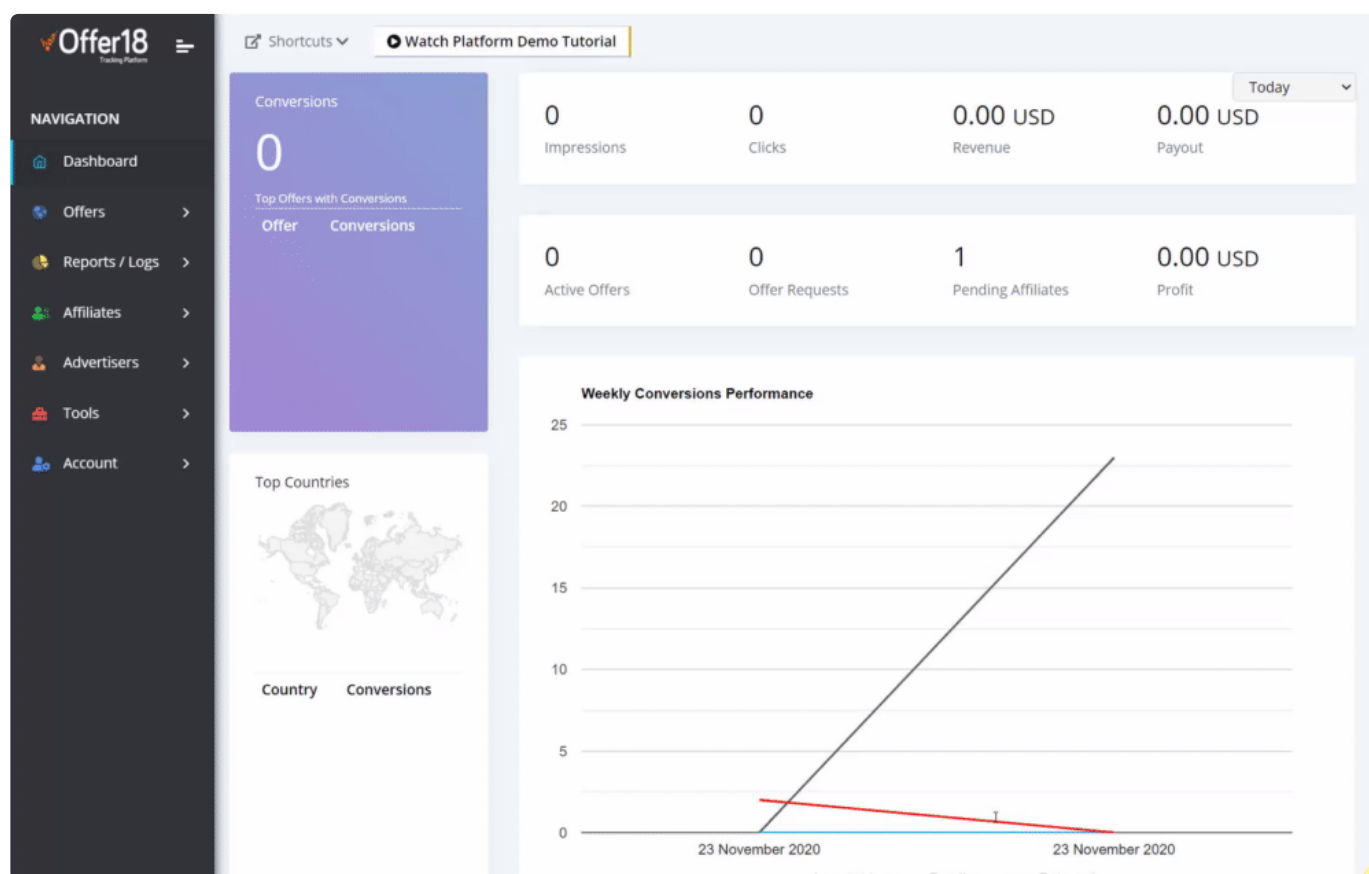 Offer18
Tracking Platform
Shortcuts
Watch Platform Demo Tutorial
NAVIGATION
Dashboard
Offers
Reports / Logs
Affiliates
Advertisers
Tools
Account
Conversions
0
Top Offers with Conversions
Offer Conversions
Today
0 0 0.00 USD 0.00 USD
Impressions Clicks Revenue Payout
0 0 1 0.00 USD
Active Offers Offer Requests Pending Affiliates Profit
Top Countries
Country Conversions
Weekly Conversions Performance
25
20
15
10
5
0
23 November 2020 23 November 2020